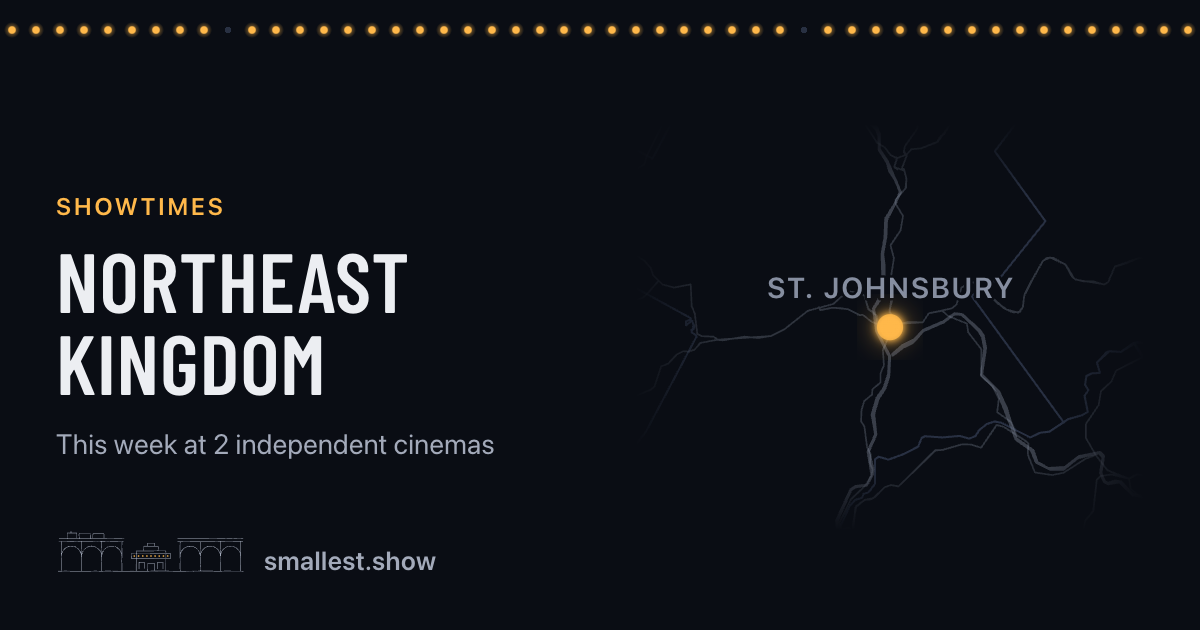 SHOWTIMES
NORTHEAST
KINGDOM
This week at 2 independent cinemas
smallest.show
ST. JOHNSBURY